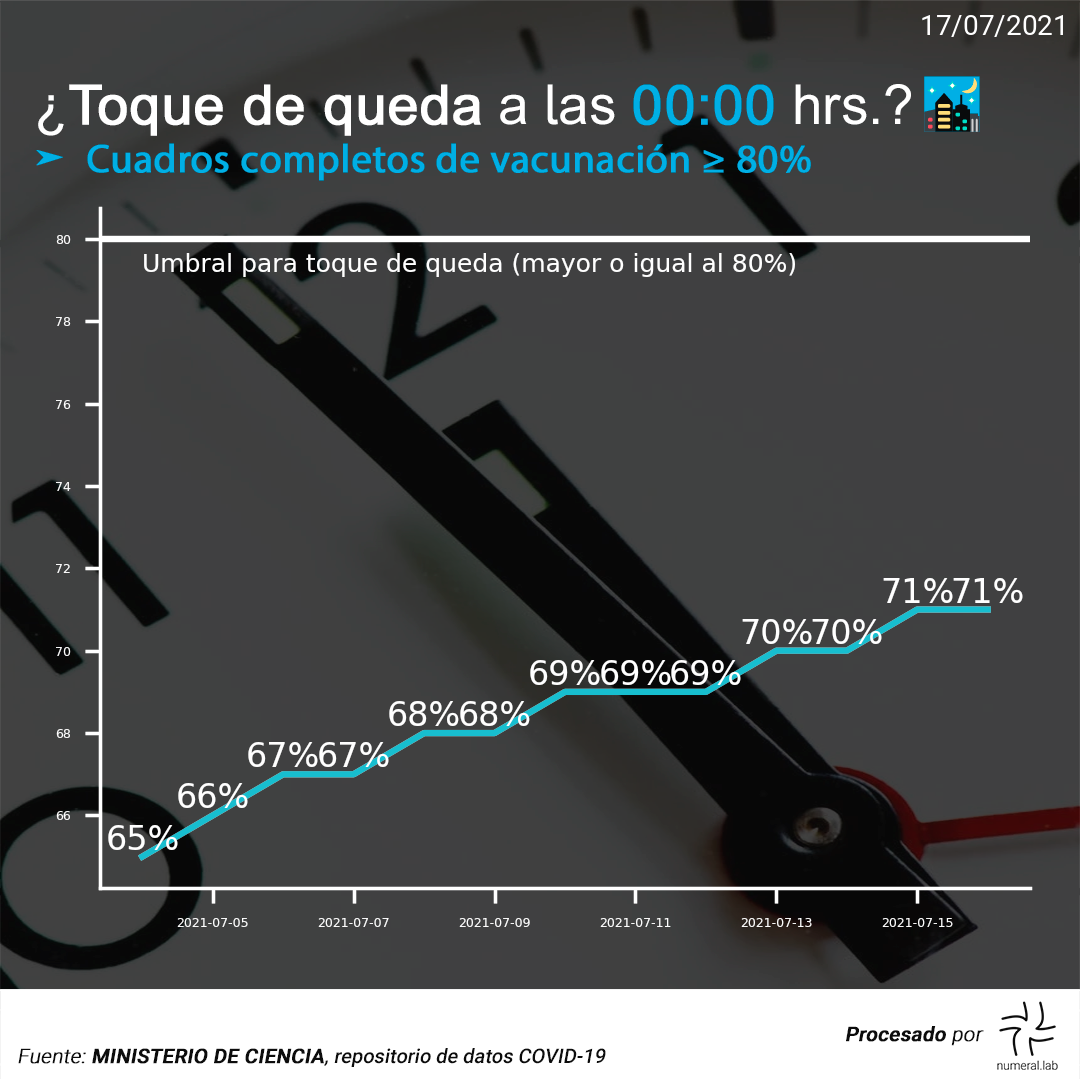 17/07/2021
¿Toque de queda a las 00:00 hrs.?
➤ Cuadros completos de vacunación ≥ 80%
80
Umbral para toque de queda (mayor o igual al 80%)
78
76
74
72
70
68
66
65%
66%
67% 67%
68% 68%
69% 69% 69%
70% 70%
71% 71%
2021-07-05 2021-07-07 2021-07-09 2021-07-11 2021-07-13 2021-07-15
12
1
11
10
Procesado por
numeral.lab
Fuente: MINISTERIO DE CIENCIA, repositorio de datos COVID-19